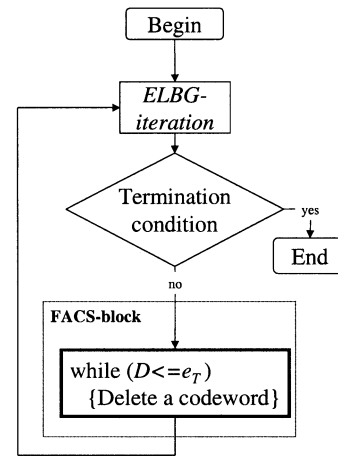 Begin
ELBG-
iteration
Termination
condition
yes
End
no
FACS-block
while (D<=e_T)
{Delete a codeword}